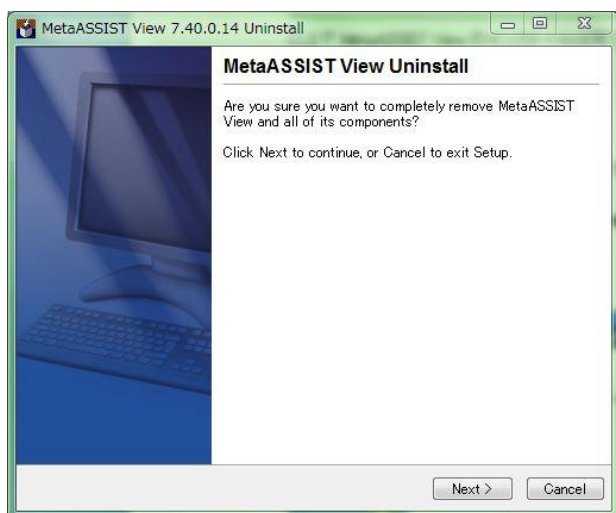 MetaASSIST View 7.40.0.14 Uninstall
MetaASSIST View Uninstall
Are you sure you want to completely remove MetaASSIST
View and all of its components?
Click Next to continue, or Cancel to exit Setup.
Next >
Cancel